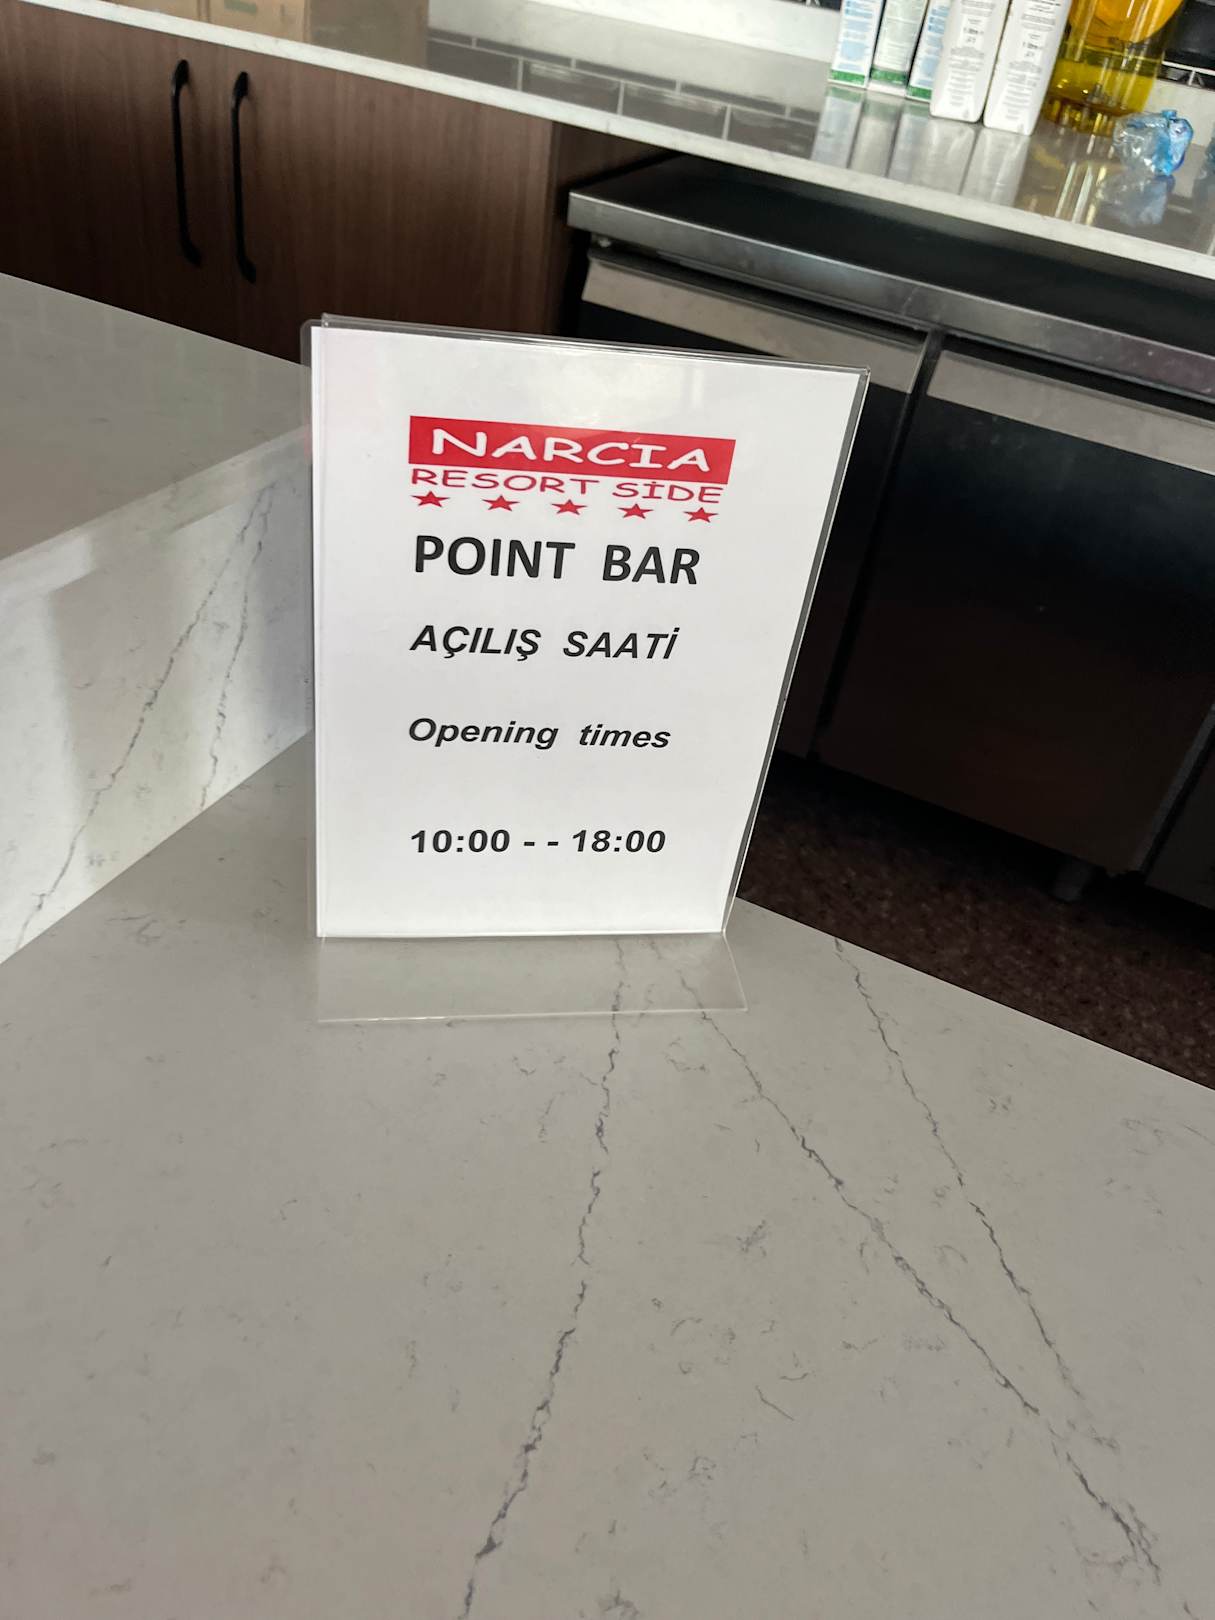 NARCIA
RESORT SİDE
POINT BAR
AÇILIŞ SAATİ
Opening times
10:00 - - 18:00